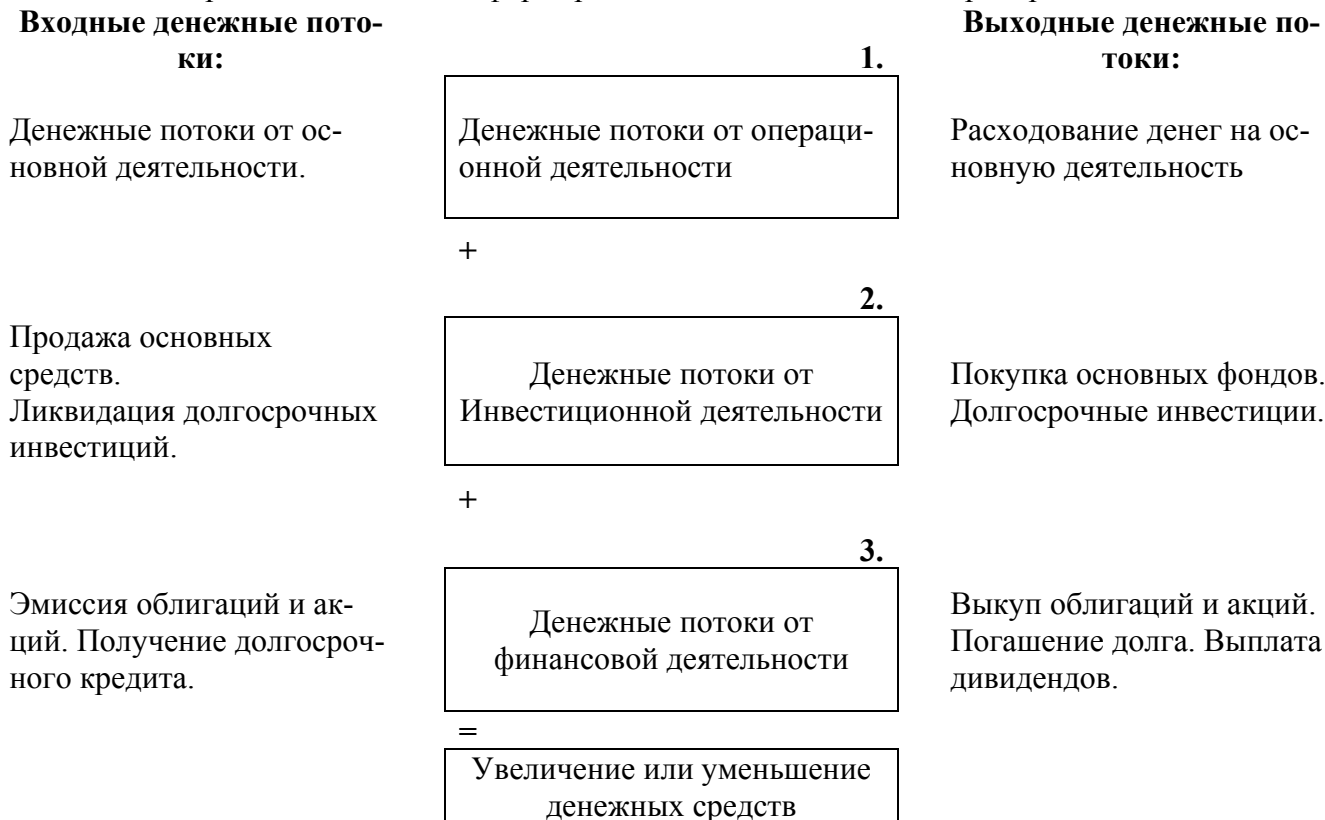 Входные денежные пото-
ки:
Выходные денежные по-
токи:
1.
Денежные потоки от ос-
новной деятельности.
Денежные потоки от операци-
онной деятельности
Расходование денег на ос-
новную деятельность
+
2.
Продажа основных
средств.
Ликвидация долгосрочных
инвестиций.
Денежные потоки от
Инвестиционной деятельности
Покупка основных фондов.
Долгосрочные инвестиции.
+
3.
Эмиссия облигаций и ак-
ций. Получение долгосроч-
ного кредита.
Денежные потоки от
финансовой деятельности
Выкуп облигаций и акций.
Погашение долга. Выплата
дивидендов.
=
Увеличение или уменьшение
денежных средств